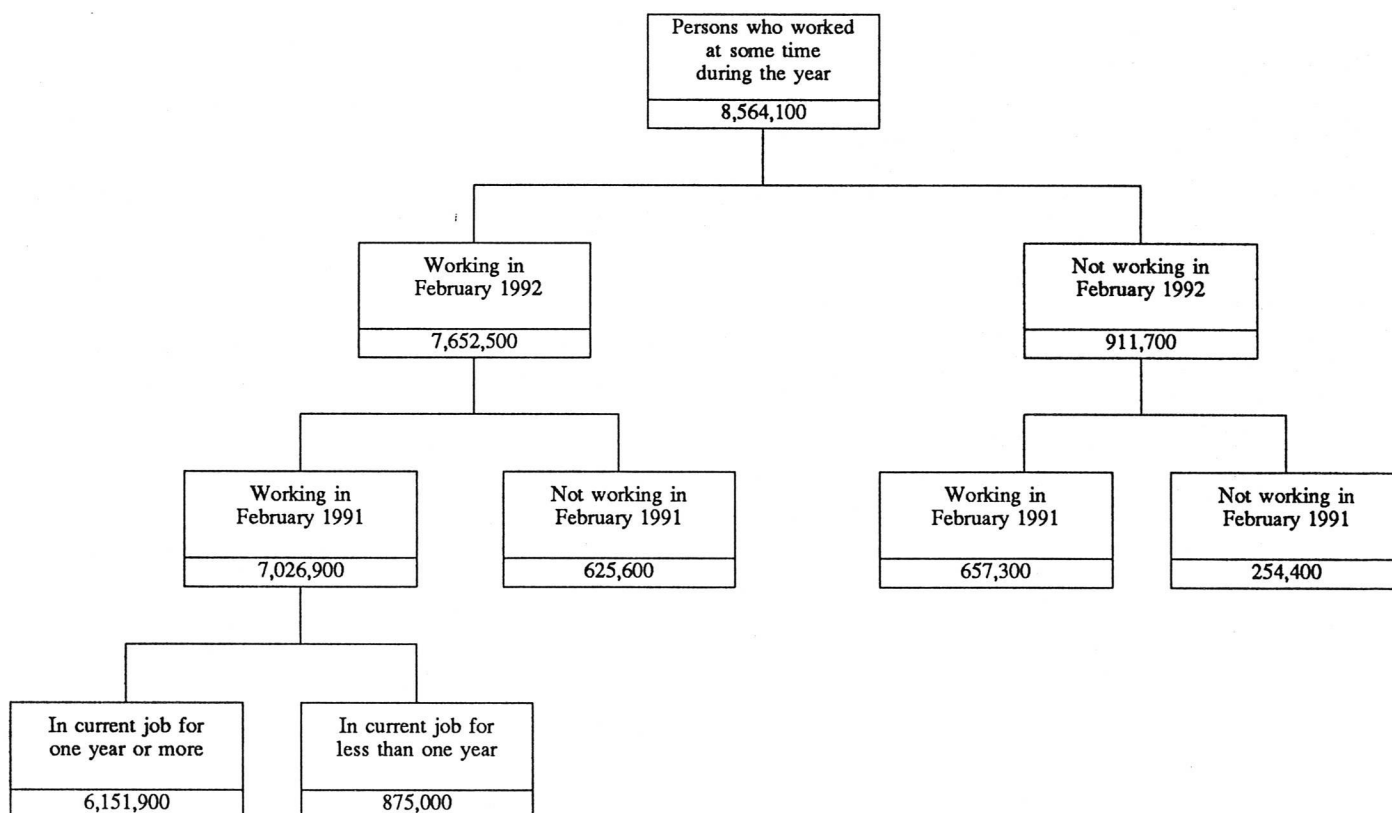 Persons who worked
at some time
during the year
8,564,100
Working in
February 1992
7,652,500
Not working in
February 1992
911,700
Working in
February 1991
7,026,900
Not working in
February 1991
625,600
Working in
February 1991
657,300
Not working in
February 1991
254,400
In current job for
one year or more
6,151,900
In current job for
less than one year
875,000